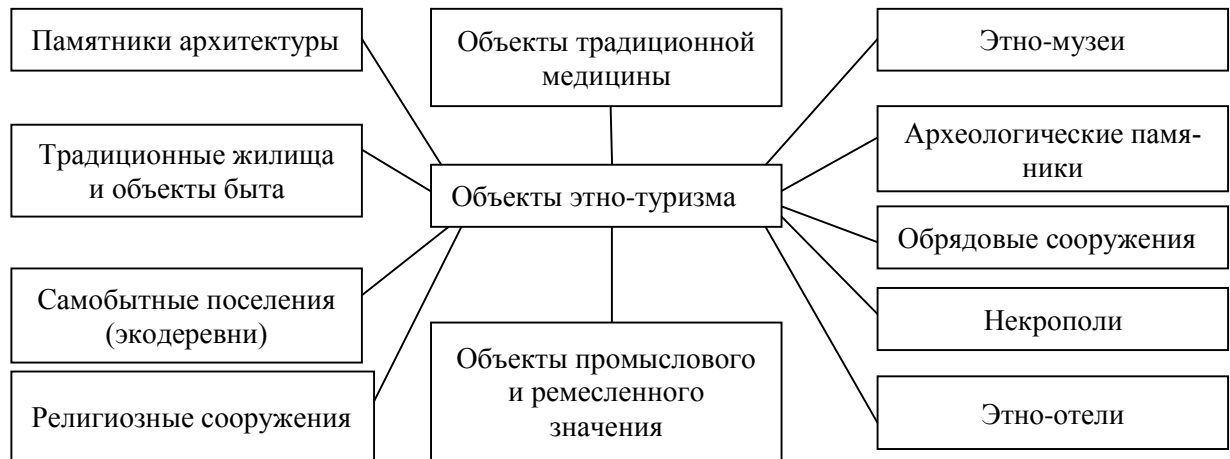 Памятники архитектуры
Объекты традиционной
медицины
Этно-музеи
Традиционные жилища
и объекты быта
Археологические памя-
ники
Объекты этно-туризма
Обрядовые сооружения
Самобытные поселения
(экодеревни)
Некрополи
Объекты промыслового
и ремесленного
значения
Религиозные сооружения
Этно-отели